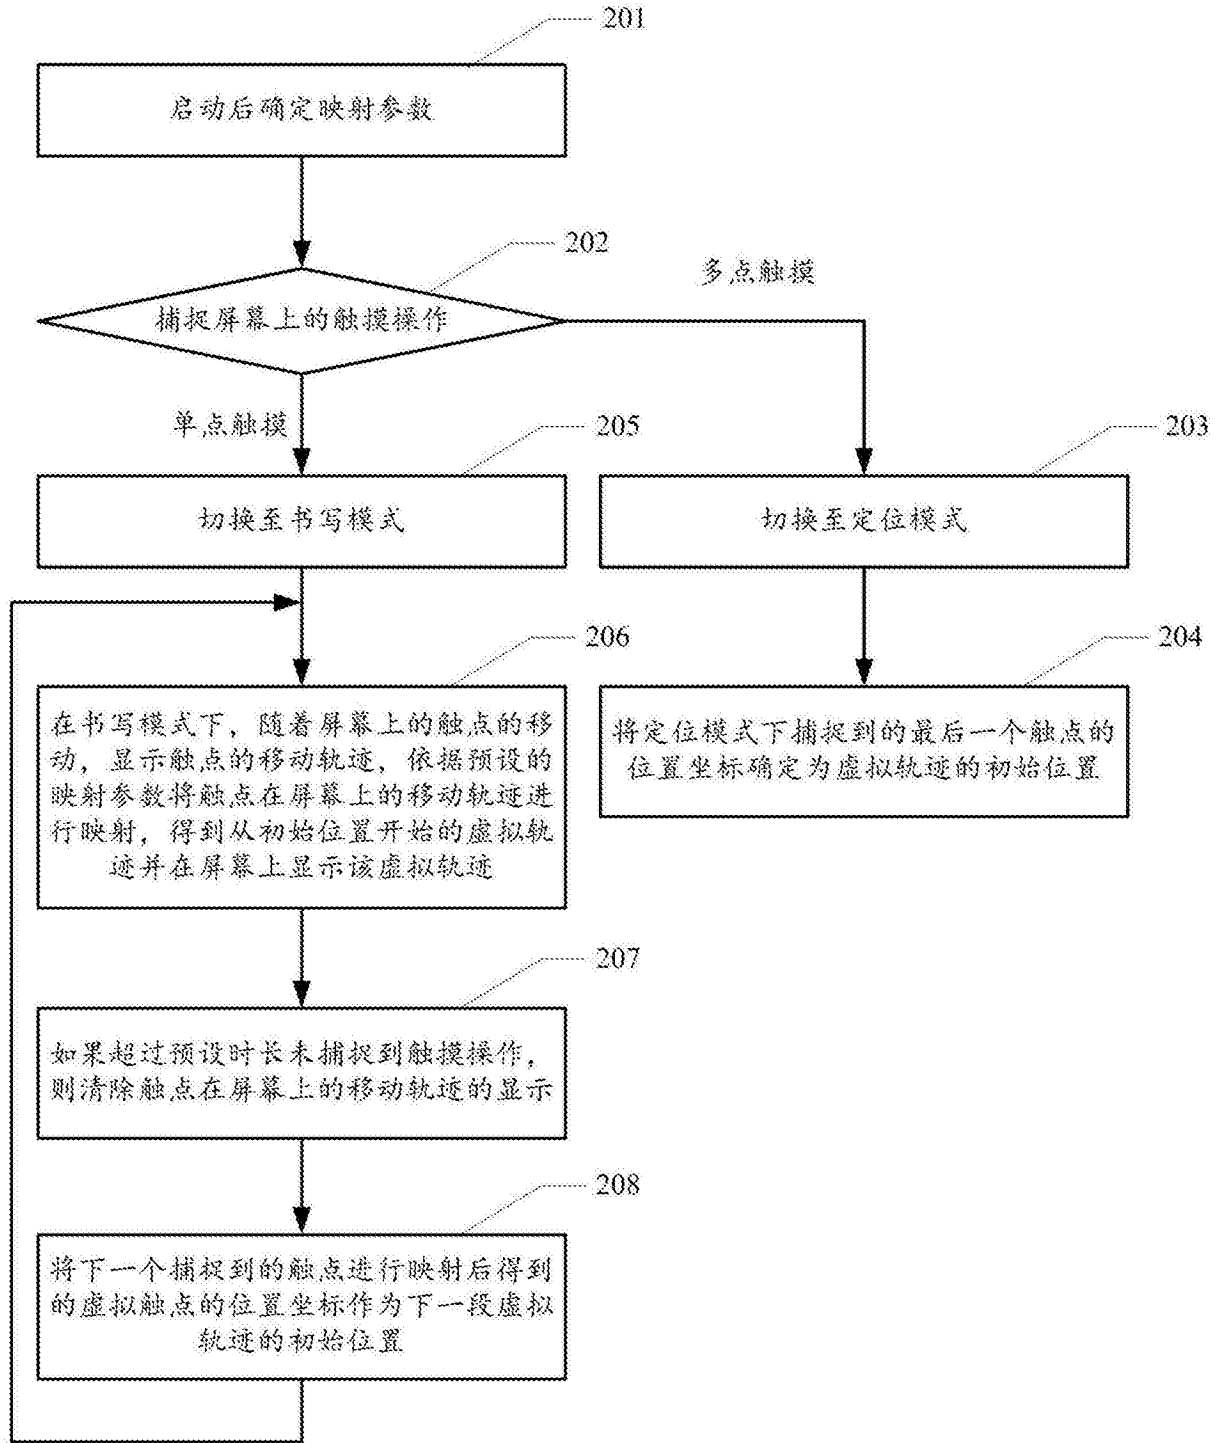 201
启动后确定映射参数
202
多点触摸
捕捉屏幕上的触摸操作
单点触摸
205
203
切换至书写模式
切换至定位模式
206
204
在书写模式下，随着屏幕上的触点的移
动，显示触点的移动轨迹，依据预设的
映射参数将触点在屏幕上的移动轨迹进
行映射，得到从初始位置开始的虚拟轨
迹并在屏幕上显示该虚拟轨迹
将定位模式下捕捉到的最后一个触点的
位置坐标确定为虚拟轨迹的初始位置
207
如果超过预设时长未捕捉到触摸操作，
则清除触点在屏幕上的移动轨迹的显示
208
将下一个捕捉到的触点进行映射后得到
的虚拟触点的位置坐标作为下一段虚拟
轨迹的初始位置